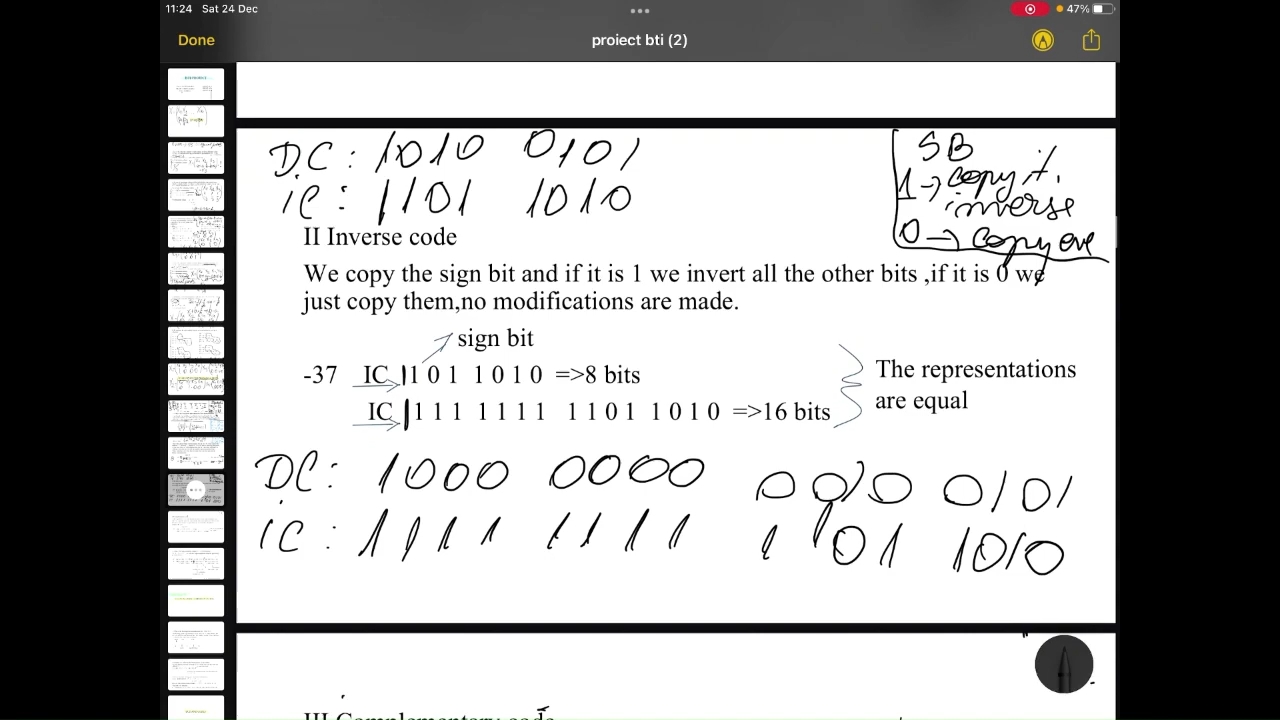 11:24 Sat 24 Dec
47%
Done
proiect bti (2)
DC: 1010 0101
SB
iC: 1101 1010
1 → copy it,
inverse
0 → copy
II Inverse code
We copy the sign bit and if it is 1 we invert all the other bits ,if it is 0 we
just copy them,no modifications are made.
sign bit
-37 IC 1 1 0 1 1 0 1 0 =>8 bits
The representations
are equal
IC 1 1 1 1 1 1 1 1 1 1 0 1 1 0 1 0 =>16 bits
DC: 1000 0000 0010 0101
iC: 1111 1111 1101 1010
III Complementary code